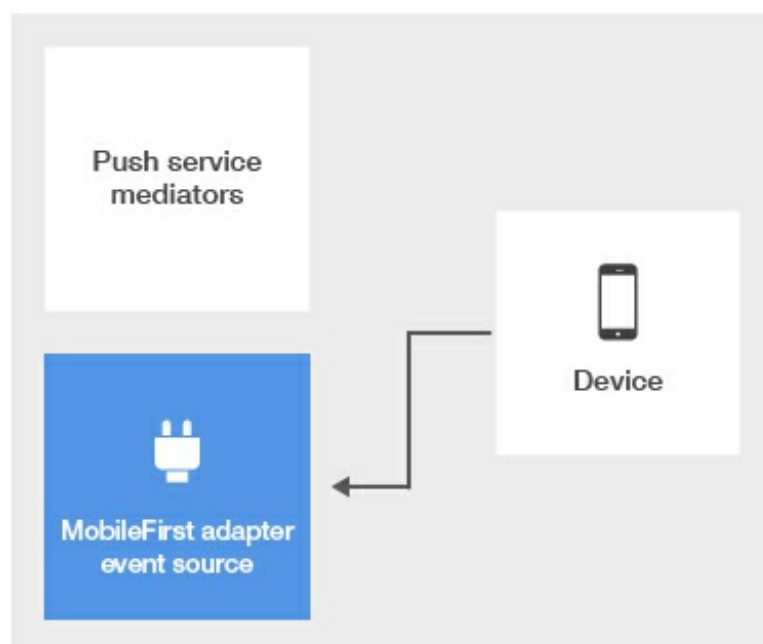 Push service
mediators
Device
MobileFirst adapter
event source